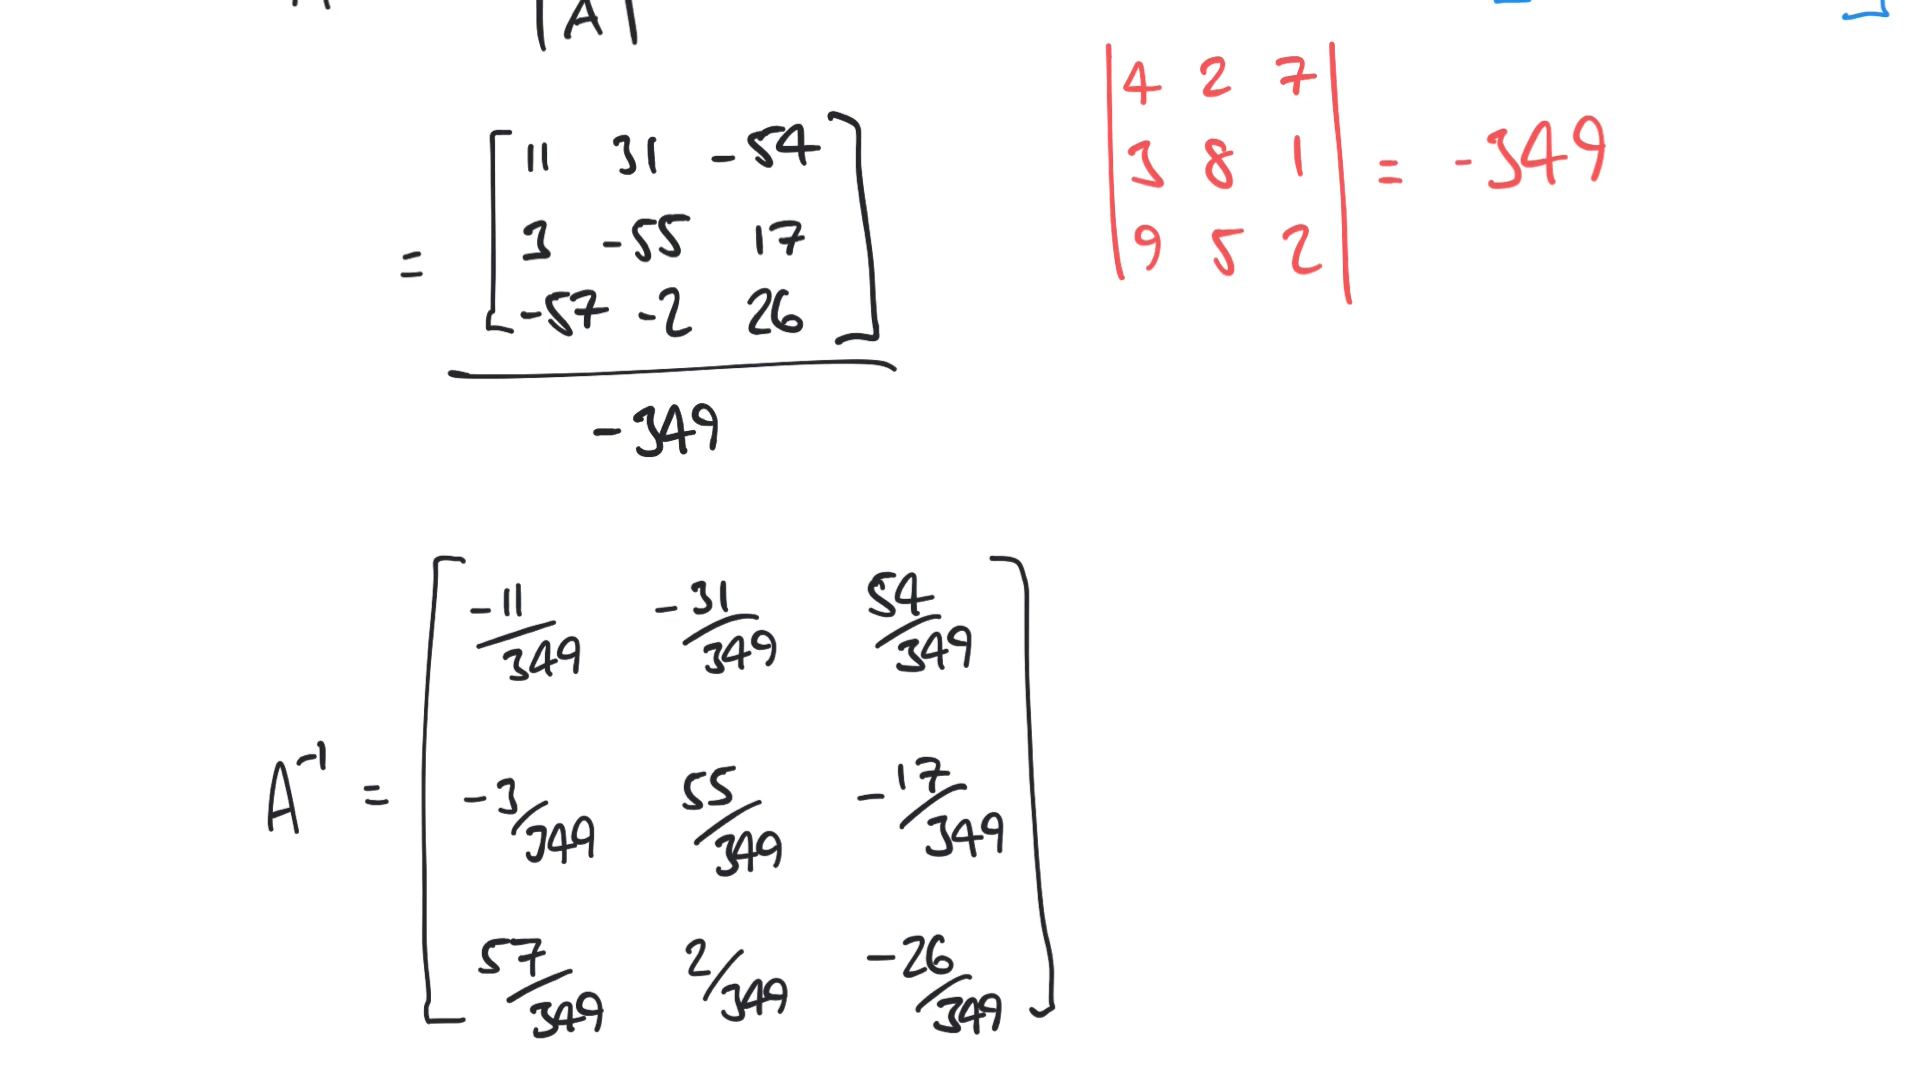 |A|
4 2 7
3 8 1 = -349
9 5 2
11 31 -54
= 3 -55 17
-57 -2 26
-349
-11/349 -31/349 54/349
A⁻¹ = -3/349 55/349 -17/349
57/349 2/349 -26/349